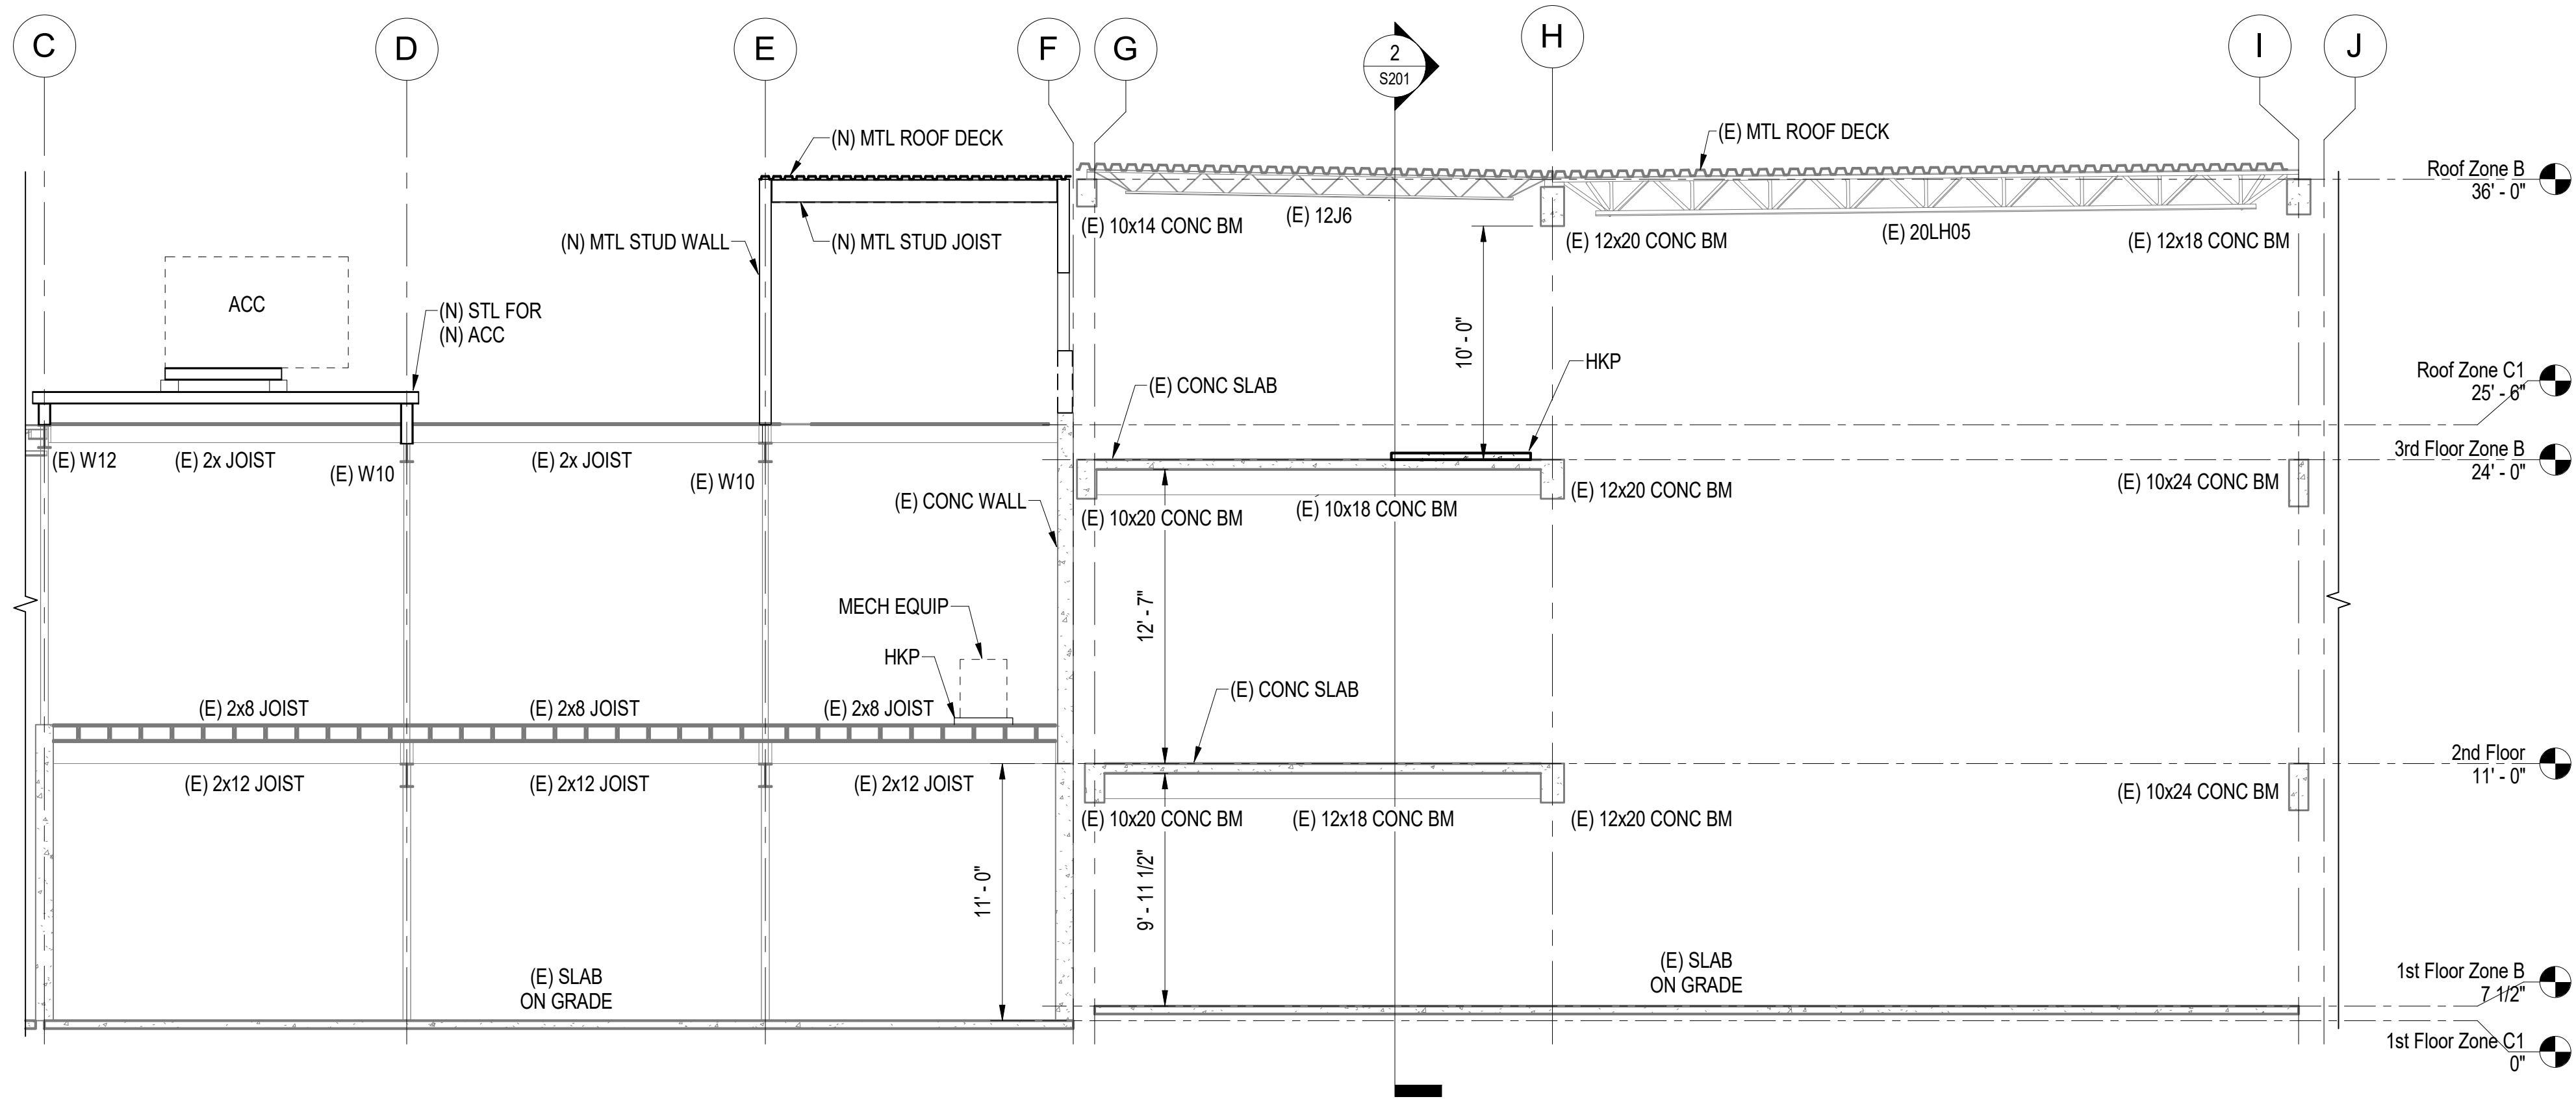 C
D
E
F
G
2
S201
H
I
J
(N) MTL ROOF DECK
(E) MTL ROOF DECK
Roof Zone B
36' - 0"
(E) 10x14 CONC BM
(E) 12J6
(E) 12x20 CONC BM
(E) 20LH05
(E) 12x18 CONC BM
(N) MTL STUD WALL
(N) MTL STUD JOIST
ACC
(N) STL FOR
(N) ACC
10' - 0"
HKP
(E) CONC SLAB
Roof Zone C1
25' - 6"
(E) W12
(E) 2x JOIST
(E) W10
(E) 2x JOIST
(E) W10
(E) CONC WALL
(E) 10x20 CONC BM
(E) 10x18 CONC BM
(E) 12x20 CONC BM
(E) 10x24 CONC BM
3rd Floor Zone B
24' - 0"
MECH EQUIP
HKP
12' - 7"
(E) CONC SLAB
(E) 2x8 JOIST
(E) 2x8 JOIST
(E) 2x8 JOIST
(E) 2x12 JOIST
(E) 2x12 JOIST
(E) 2x12 JOIST
2nd Floor
11' - 0"
(E) 10x20 CONC BM
(E) 12x18 CONC BM
(E) 12x20 CONC BM
(E) 10x24 CONC BM
11' - 0"
9' - 11 1/2"
(E) SLAB
ON GRADE
(E) SLAB
ON GRADE
1st Floor Zone B
7 1/2"
1st Floor Zone C1
0"